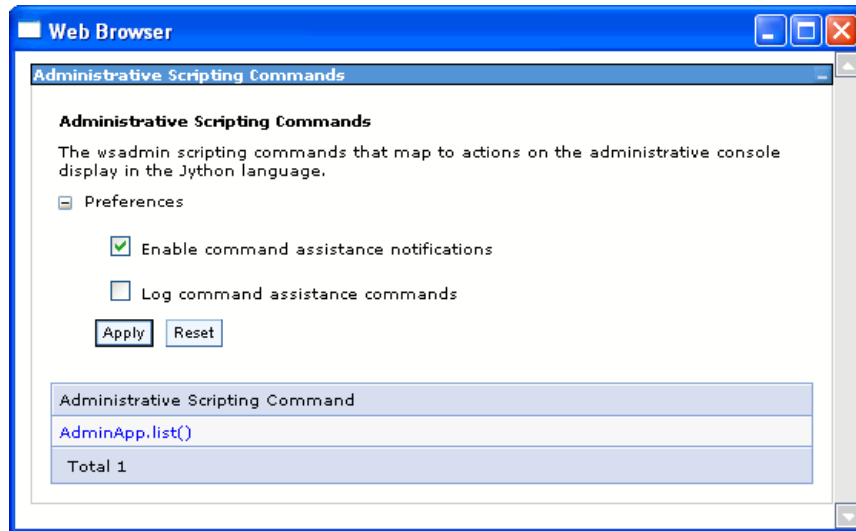 Web Browser
Administrative Scripting Commands
Administrative Scripting Commands
The wsadmin scripting commands that map to actions on the administrative console
display in the Jython language.
Preferences
Enable command assistance notifications
Log command assistance commands
Apply Reset
Administrative Scripting Command
AdminApp.list()
Total 1